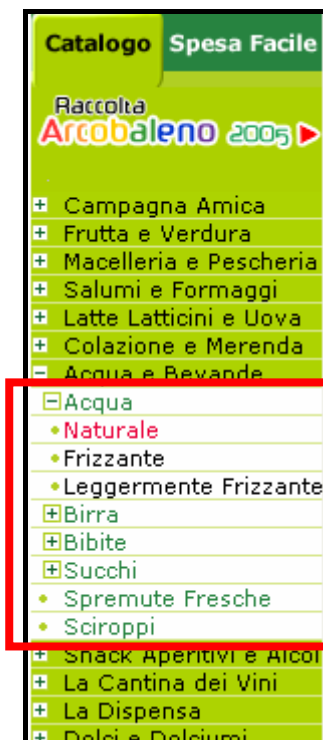 Catalogo Spesa Facile
Raccolta
Arcobaleno 2005
Campagna Amica
Frutta e Verdura
Macelleria e Pescheria
Salumi e Formaggi
Latte Latticini e Uova
Colazione e Merenda
Acqua e Bevande
Acqua
Naturale
Frizzante
Leggermente Frizzante
Birra
Bibite
Succhi
Spremute Fresche
Sciroppi
Snack Aperitivi e Alcol
La Cantina dei Vini
La Dispensa
Dolci e Dolciumi